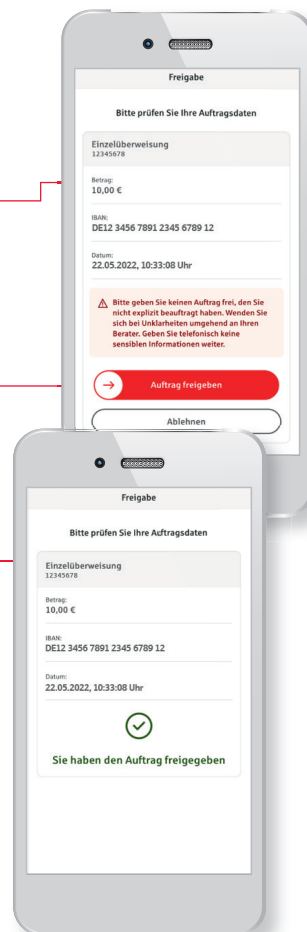 Freigabe
Bitte prüfen Sie Ihre Auftragsdaten
Einzelüberweisung
12345678
Betrag:
10,00 €
IBAN:
DE12 3456 7891 2345 6789 12
Datum:
22.05.2022, 10:33:08 Uhr
Bitte geben Sie keinen Auftrag frei, den Sie
nicht explizit beauftragt haben. Wenden Sie
sich bei Unklarheiten umgehend an Ihren
Berater. Geben Sie telefonisch keine
sensiblen Informationen weiter.
Auftrag freigeben
Ablehnen
Freigabe
Bitte prüfen Sie Ihre Auftragsdaten
Einzelüberweisung
12345678
Betrag:
10,00 €
IBAN:
DE12 3456 7891 2345 6789 12
Datum:
22.05.2022, 10:33:08 Uhr
Sie haben den Auftrag freigegeben